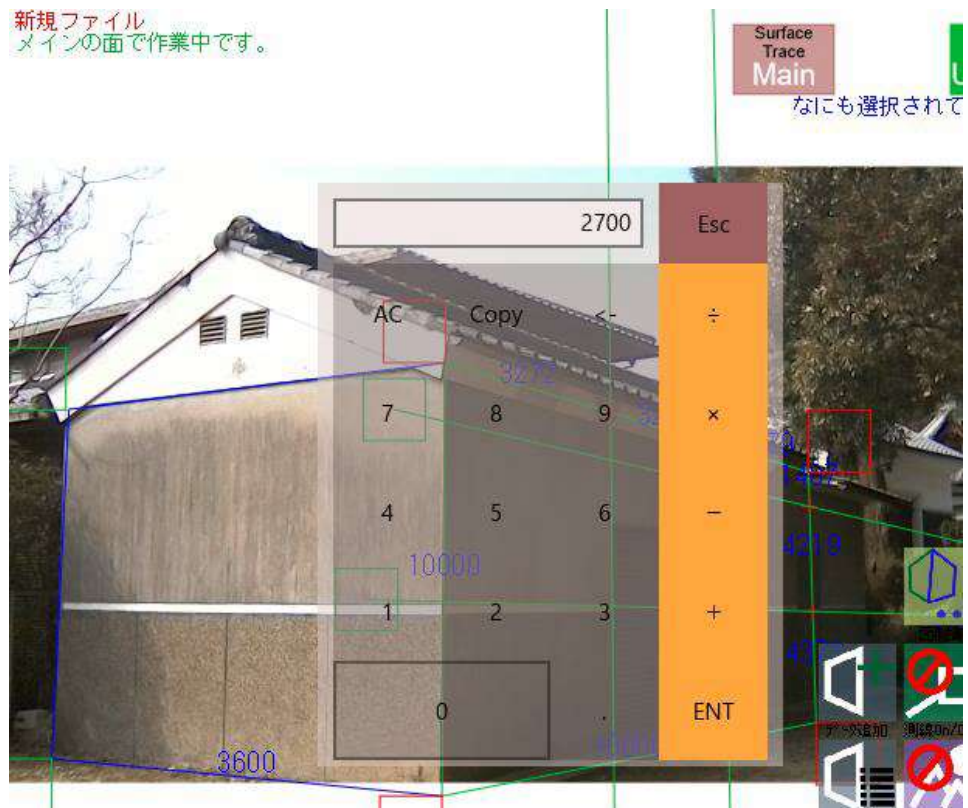 新規ファイル
メインの面で作業中です。
Surface
Trace
Main
なにも選択されて
2700
Esc
AC
Copy
<-
÷
3272
7
8
9
×
1407
4
5
6
−
4219
10000
1
2
3
+
0
.
ENT
3600
データ追加